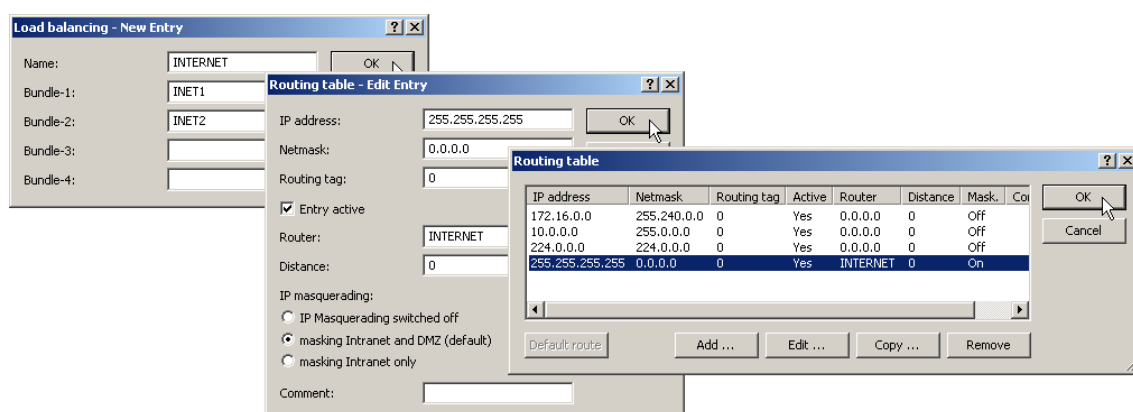 Load balancing - New Entry
Name: INTERNET OK
Bundle-1: INET1
Bundle-2: INET2
Bundle-3:
Bundle-4:
Routing table - Edit Entry
IP address: 255.255.255.255 OK
Netmask: 0.0.0.0
Routing tag: 0
Entry active
Router: INTERNET
Distance: 0
IP masquerading:
IP Masquerading switched off
masking Intranet and DMZ (default)
masking Intranet only
Comment:
Routing table
IP address Netmask Routing tag Active Router Distance Mask. OK
172.16.0.0 255.240.0.0 0 Yes 0.0.0.0 0 Off
10.0.0.0 255.0.0.0 0 Yes 0.0.0.0 0 Off
224.0.0.0 224.0.0.0 0 Yes 0.0.0.0 0 Off
255.255.255.255 0.0.0.0 0 Yes INTERNET 0 On
Cancel
Default route Add ... Edit ... Copy ... Remove